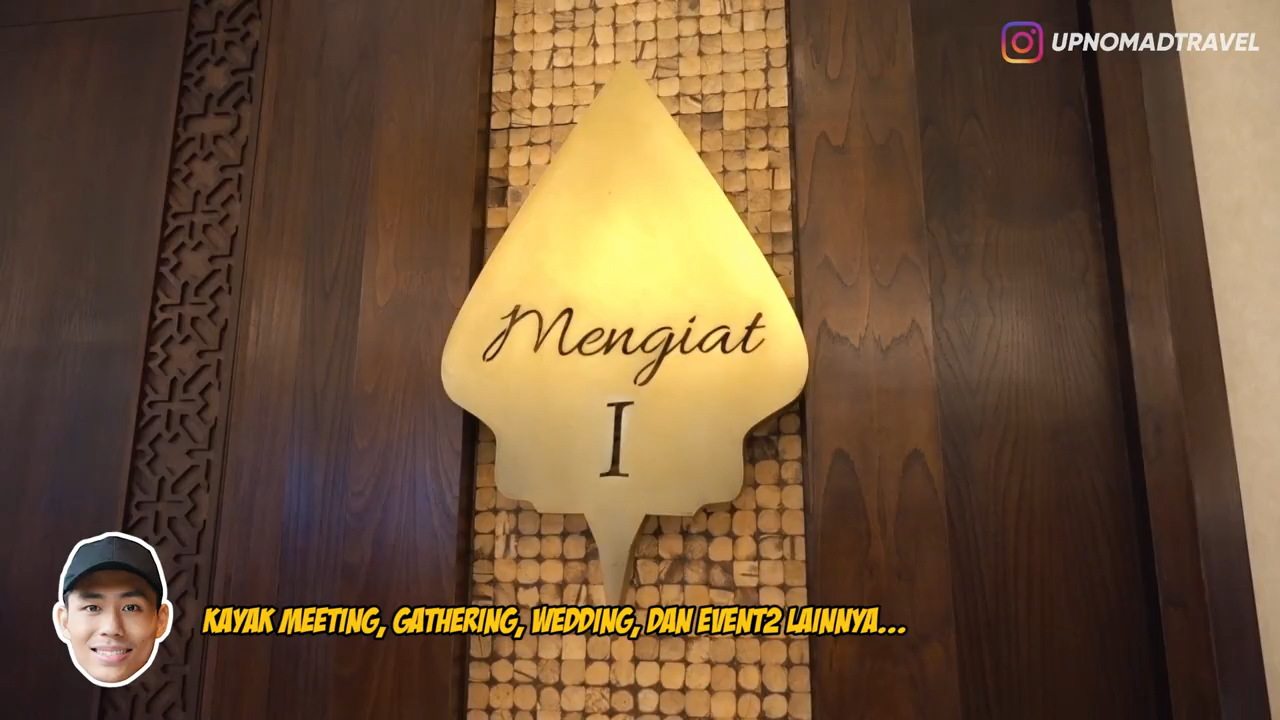 UPNOMADTRAVEL
Mengiat
I
KAYAK MEETING, GATHERING, WEDDING, DAN EVENT2 LAINNYA...